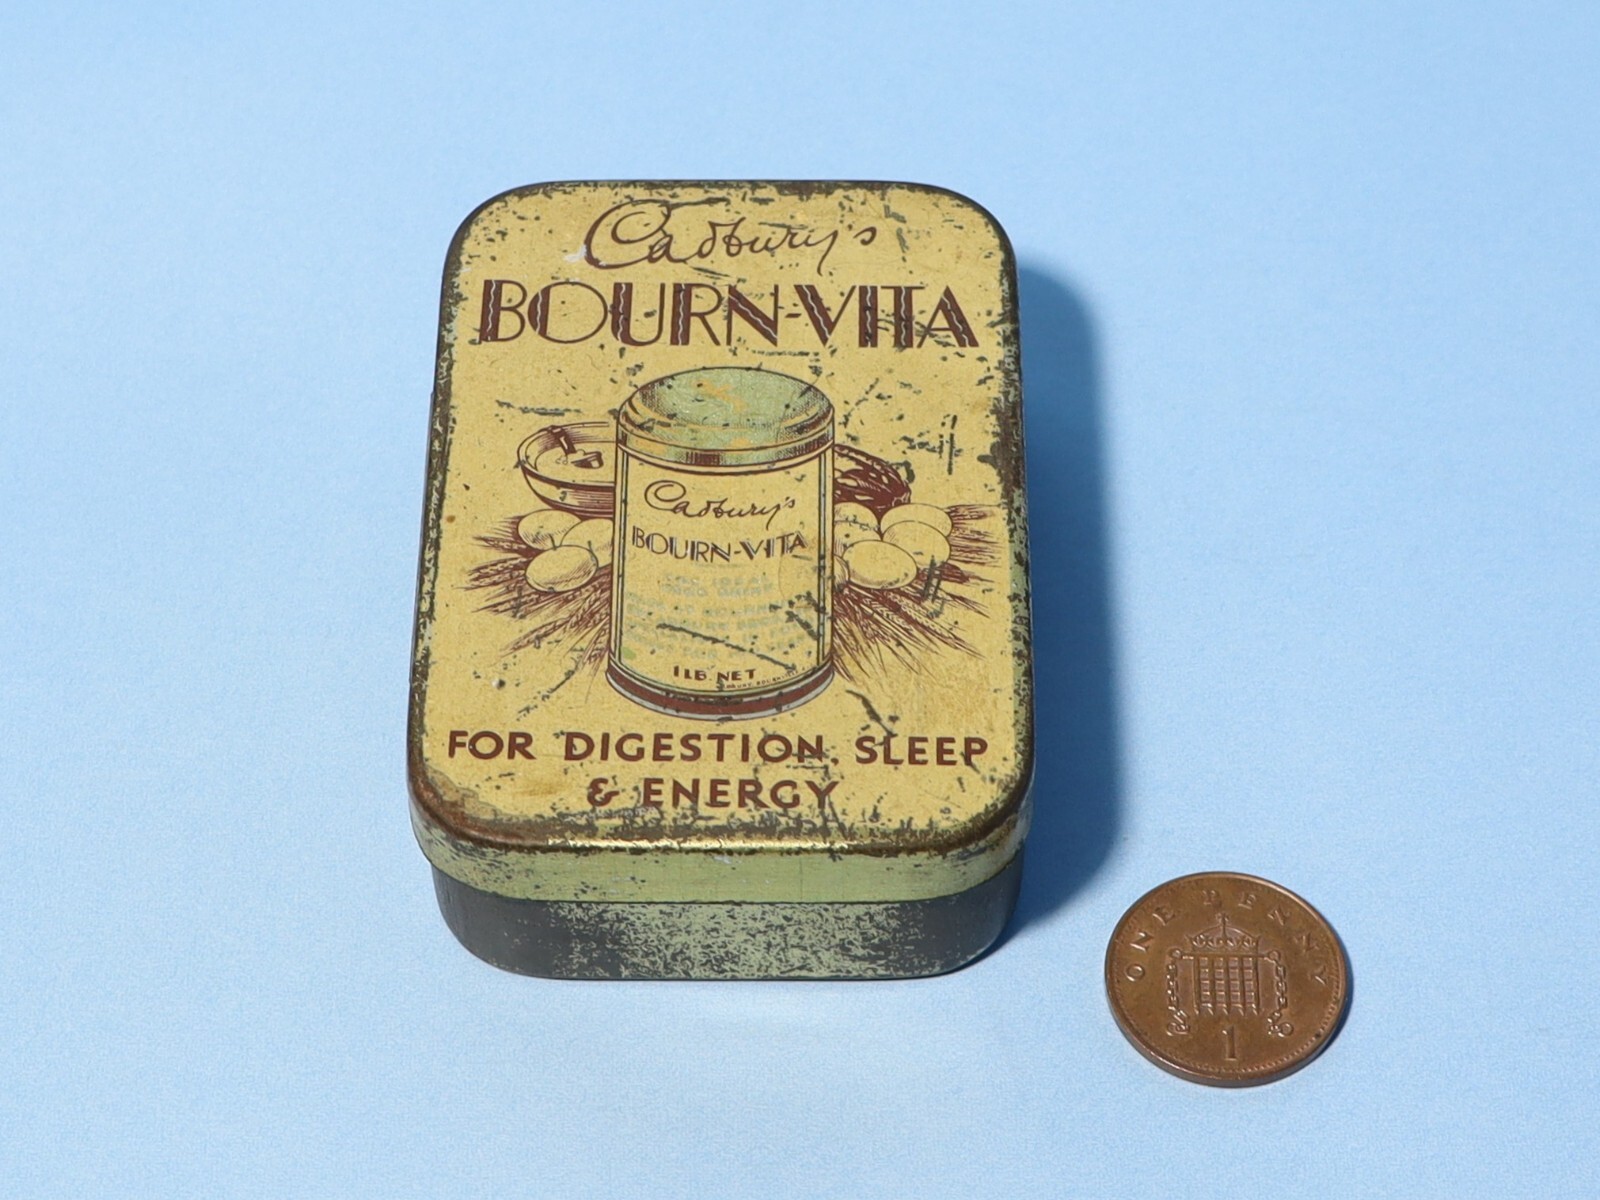 Cadbury's
BOURN-VITA
Cadbury's
BOURN-VITA
1 LB. NET
FOR DIGESTION, SLEEP
& ENERGY
ONE PENNY
1